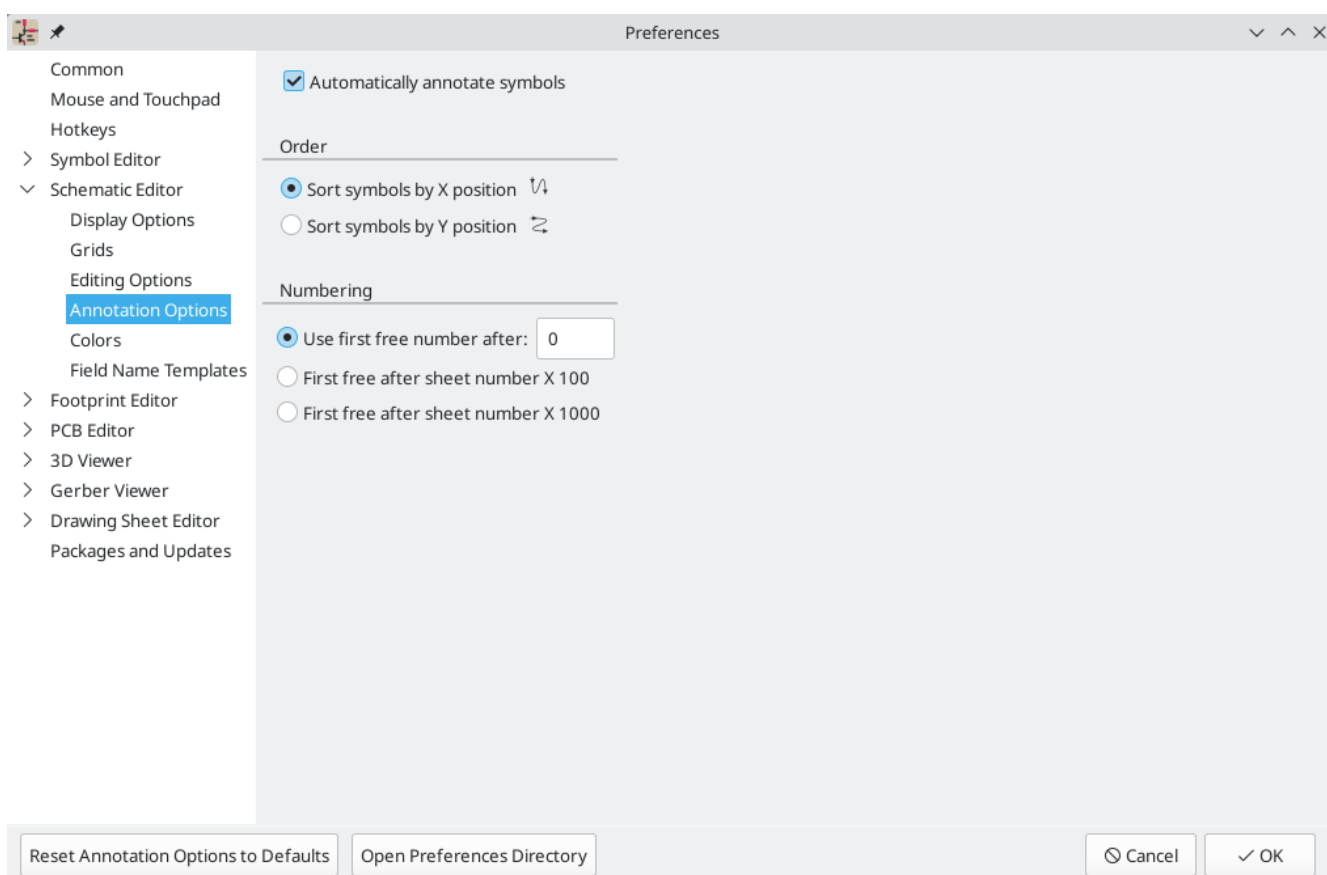 Preferences
Common
Mouse and Touchpad
Hotkeys
Symbol Editor
Schematic Editor
Display Options
Grids
Editing Options
Annotation Options
Colors
Field Name Templates
Footprint Editor
PCB Editor
3D Viewer
Gerber Viewer
Drawing Sheet Editor
Packages and Updates
Automatically annotate symbols
Order
Sort symbols by X position
Sort symbols by Y position
Numbering
Use first free number after: 0
First free after sheet number X 100
First free after sheet number X 1000
Reset Annotation Options to Defaults
Open Preferences Directory
Cancel
OK